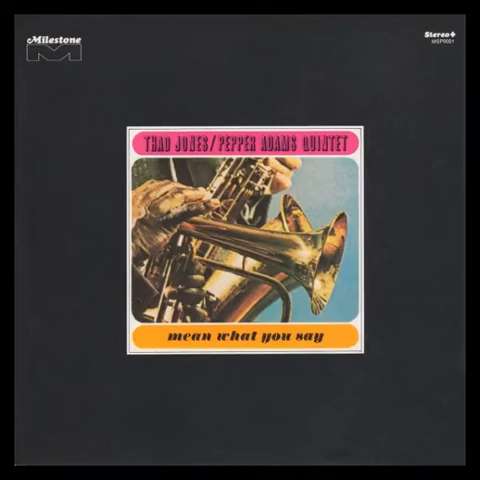 Milestone
Stereo+
MSP9001
THAD JONES/PEPPER ADAMS QUINTET
mean what you say